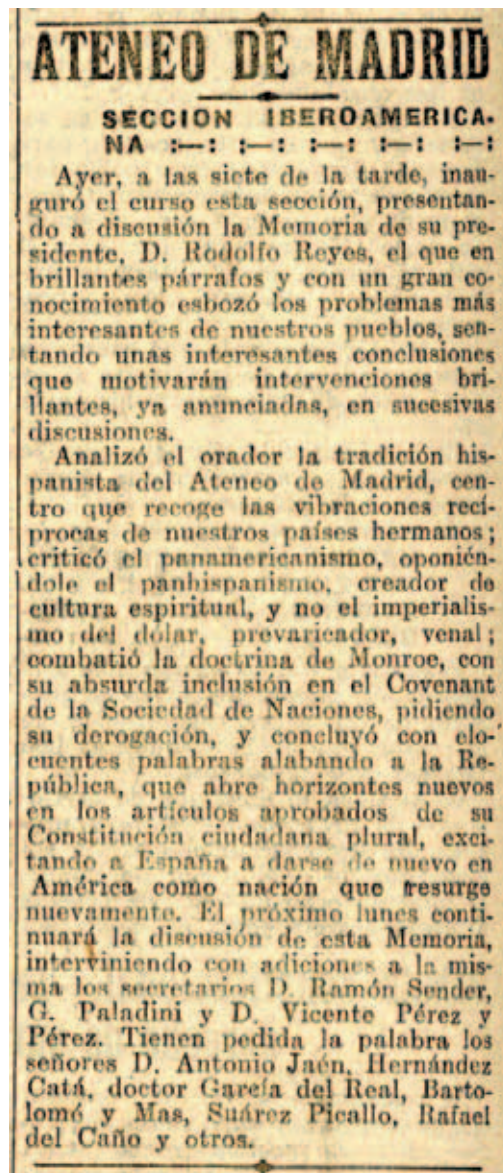 ATENEO DE MADRID
SECCION IBEROAMERICA-
NA :—: :—: :—: :—: :—:
Ayer, a las siete de la tarde, inau-
guró el curso esta sección, presentan-
do a discusión la Memoria de su pre-
sidente, D. Rodolfo Reyes, el que en
brillantes párrafos y con un gran co-
nocimiento esbozó los problemas más
interesantes de nuestros pueblos, sen-
tando unas interesantes conclusiones
que motivarán intervenciones bri-
llantes, ya anunciadas, en sucesivas
discusiones.
Analizó el orador la tradición his-
panista del Ateneo de Madrid, cen-
tro que recoge las vibraciones recí-
procas de nuestros países hermanos;
criticó el panamericanismo, oponién-
dole el panhispanismo, creador de
cultura espiritual, y no el imperialis-
mo del dólar, prevaricador, venal;
combatió la doctrina de Monroe, con
su absurda inclusión en el Covenant
de la Sociedad de Naciones, pidiendo
su derogación, y concluyó con elo-
cuentes palabras alabando a la Re-
pública, que abre horizontes nuevos
en los artículos aprobados de su
Constitución ciudadana plural, exci-
tando a España a darse de nuevo en
América como nación que resurge
nuevamente. El próximo lunes conti-
nuará la discusión de esta Memoria,
interviniendo con adiciones a la mis-
ma los secretarios D. Ramón Sender,
G. Paladini y D. Vicente Pérez y
Pérez. Tienen pedida la palabra los
señores D. Antonio Jaén, Hernández
Catá, doctor García del Real, Barto-
lomé y Mas, Suárez Picallo, Rafael
del Caño y otros.